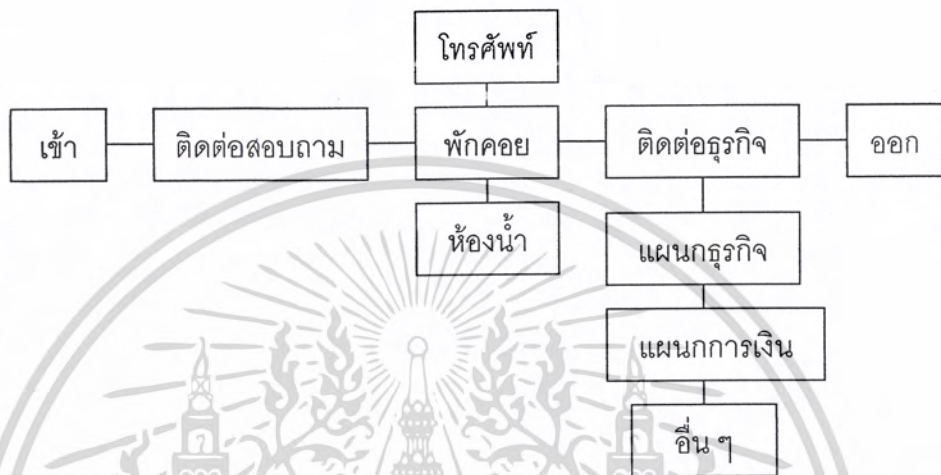 โทรศัพท์
เข้า
ติดต่อสอบถาม
พักคอย
ติดต่อธุรกิจ
ออก
ห้องน้ำ
แผนกธุรกิจ
แผนกการเงิน
อื่น ๆ